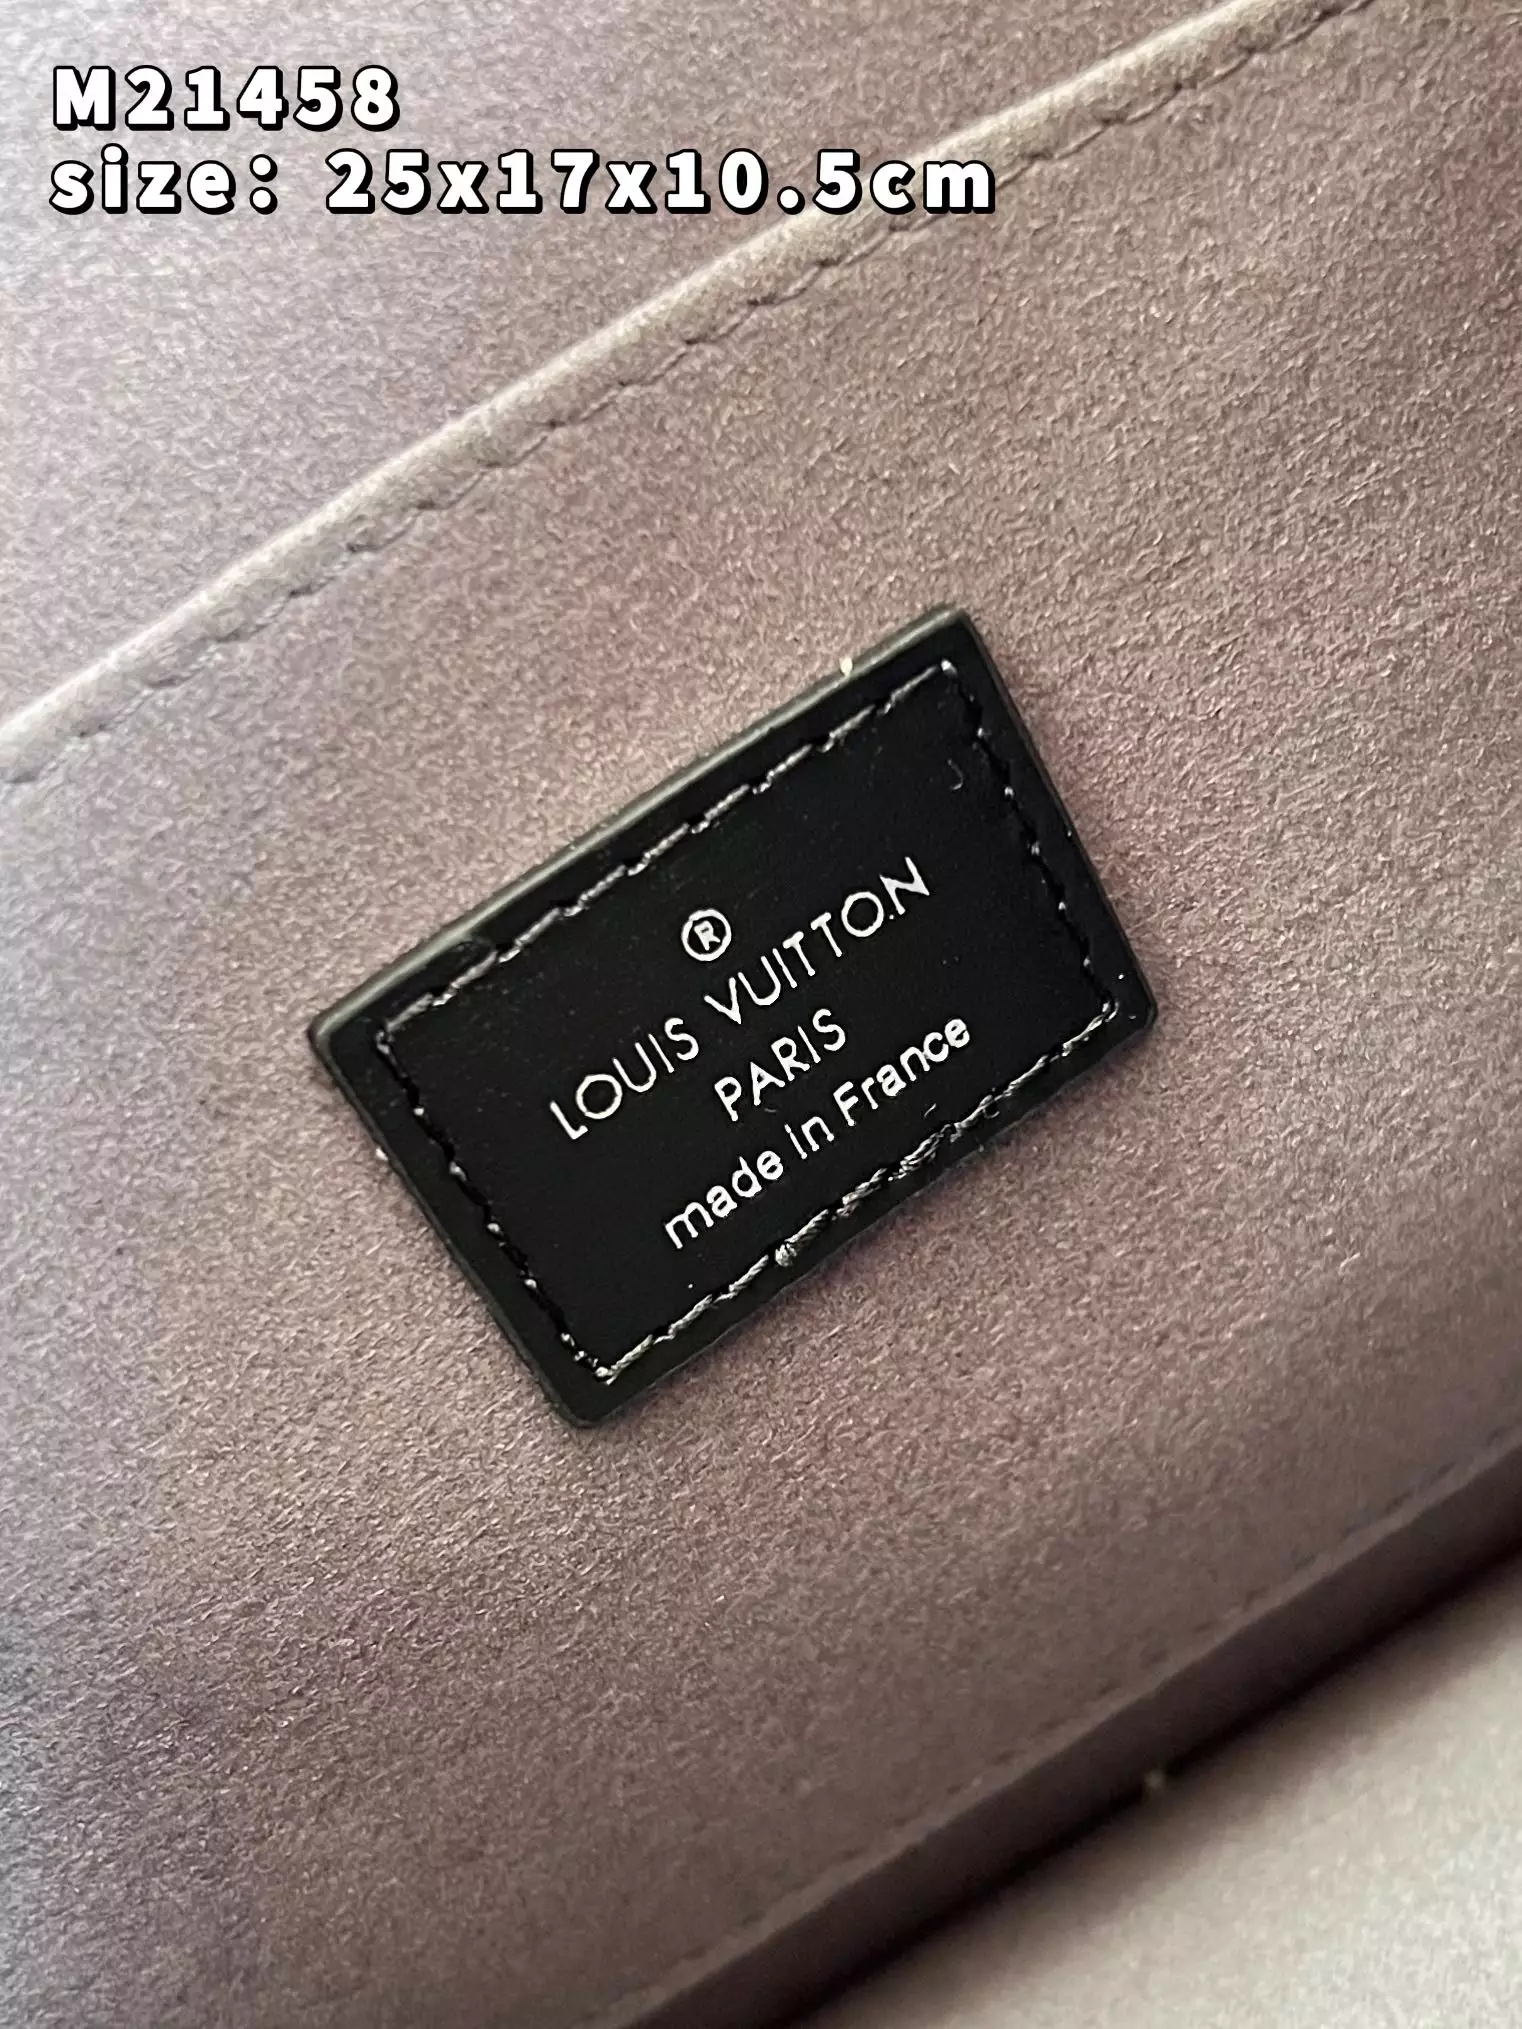 M21458
size: 25x17x10.5cm
®
LOUIS VUITTON
PARIS
made in France